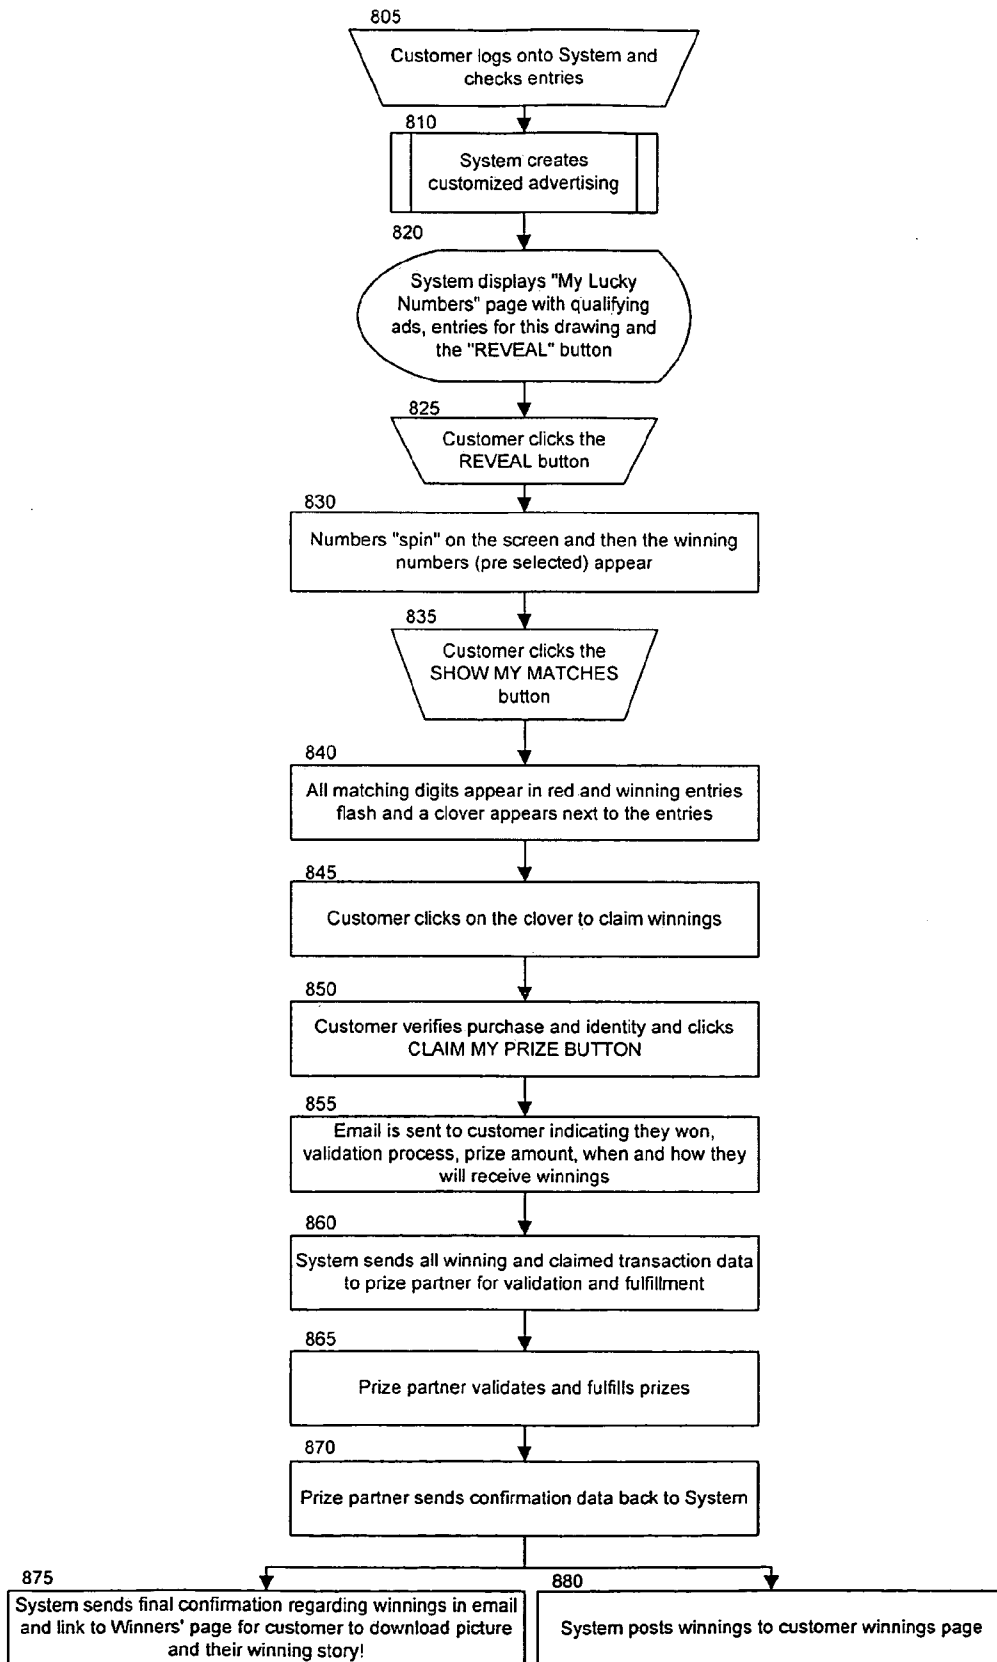 805
Customer logs onto System and
checks entries
810
System creates
customized advertising
820
System displays "My Lucky
Numbers" page with qualifying
ads, entries for this drawing and
the "REVEAL" button
825
Customer clicks the
REVEAL button
830
Numbers "spin" on the screen and then the winning
numbers (pre selected) appear
835
Customer clicks the
SHOW MY MATCHES
button
840
All matching digits appear in red and winning entries
flash and a clover appears next to the entries
845
Customer clicks on the clover to claim winnings
850
Customer verifies purchase and identity and clicks
CLAIM MY PRIZE BUTTON
855
Email is sent to customer indicating they won,
validation process, prize amount, when and how they
will receive winnings
860
System sends all winning and claimed transaction data
to prize partner for validation and fulfillment
865
Prize partner validates and fulfills prizes
870
Prize partner sends confirmation data back to System
875
System sends final confirmation regarding winnings in email
and link to Winners' page for customer to download picture
and their winning story!
880
System posts winnings to customer winnings page